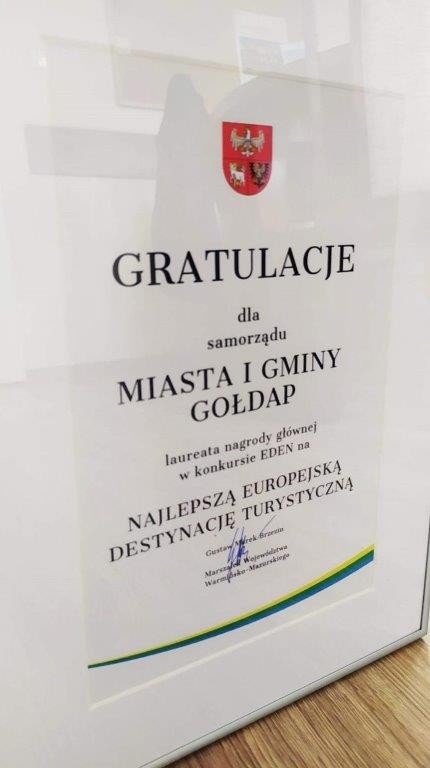 GRATULACJE
dla
samorządu
MIASTA I GMINY
GOŁDAP
laureata nagrody głównej
w konkursie EDEN na
NAJLEPSZĄ EUROPEJSKĄ
DESTYNACJĘ TURYSTYCZNĄ
Gustaw Marek Brzezin
Marszałek Województwa
Warmińsko-Mazurskiego